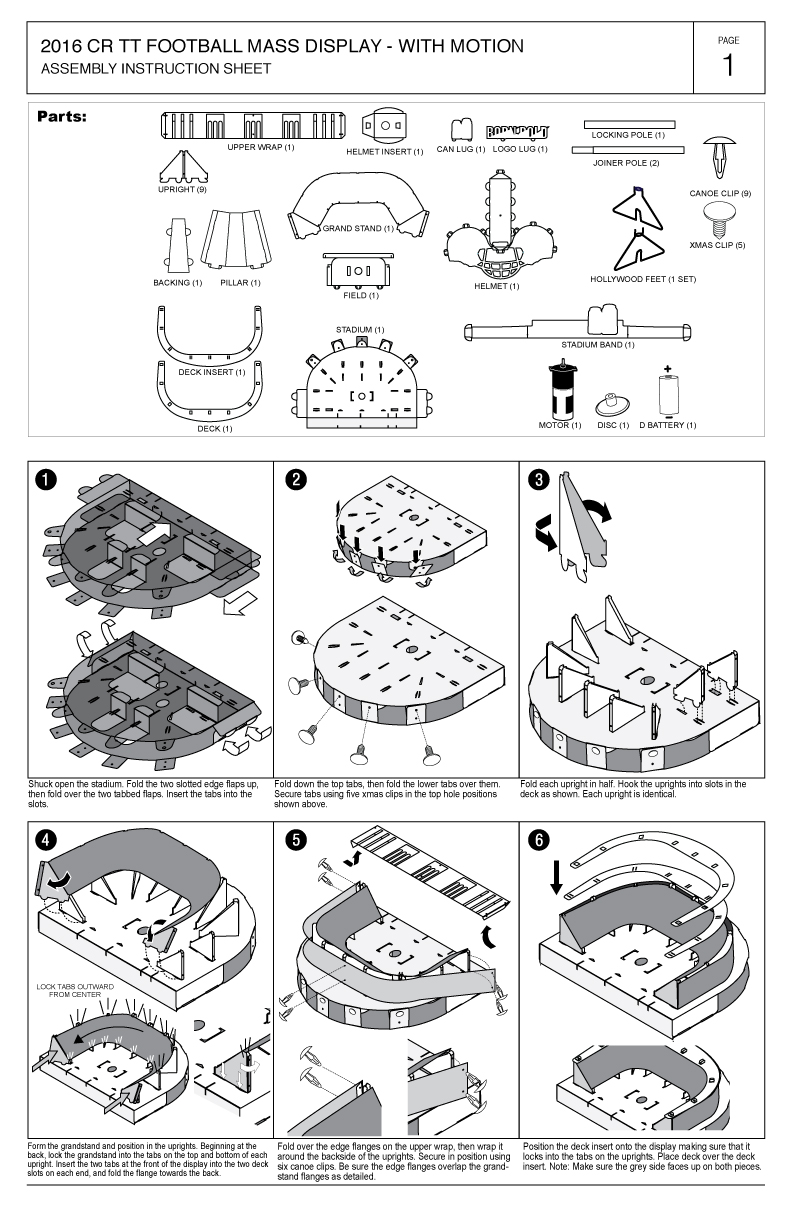 2016 CR TT FOOTBALL MASS DISPLAY - WITH MOTION
ASSEMBLY INSTRUCTION SHEET
PAGE
1
Parts:
UPPER WRAP (1)
HELMET INSERT (1)
CAN LUG (1)
LOGO LUG (1)
LOCKING POLE (1)
JOINER POLE (2)
CANOE CLIP (9)
UPRIGHT (9)
GRAND STAND (1)
XMAS CLIP (5)
BACKING (1)
PILLAR (1)
FIELD (1)
HELMET (1)
HOLLYWOOD FEET (1 SET)
STADIUM (1)
STADIUM BAND (1)
DECK INSERT (1)
DECK (1)
MOTOR (1)
DISC (1)
D BATTERY (1)
1
Shuck open the stadium. Fold the two slotted edge flaps up,
then fold over the two tabbed flaps. Insert the tabs into the
slots.
2
Fold down the top tabs, then fold the lower tabs over them.
Secure tabs using five xmas clips in the top hole positions
shown above.
3
Fold each upright in half. Hook the uprights into slots in the
deck as shown. Each upright is identical.
4
LOCK TABS OUTWARD
FROM CENTER
Form the grandstand and position in the uprights. Beginning at the
back, lock the grandstand into the tabs on the top and bottom of each
upright. Insert the two tabs at the front of the display into the two deck
slots on each end, and fold the flange towards the back.
5
Fold over the edge flanges on the upper wrap, then wrap it
around the backside of the uprights. Secure in position using
six canoe clips. Be sure the edge flanges overlap the grand-
stand flanges as detailed.
6
Position the deck insert onto the display making sure that it
locks into the tabs on the uprights. Place deck over the deck
insert. Note: Make sure the grey side faces up on both pieces.